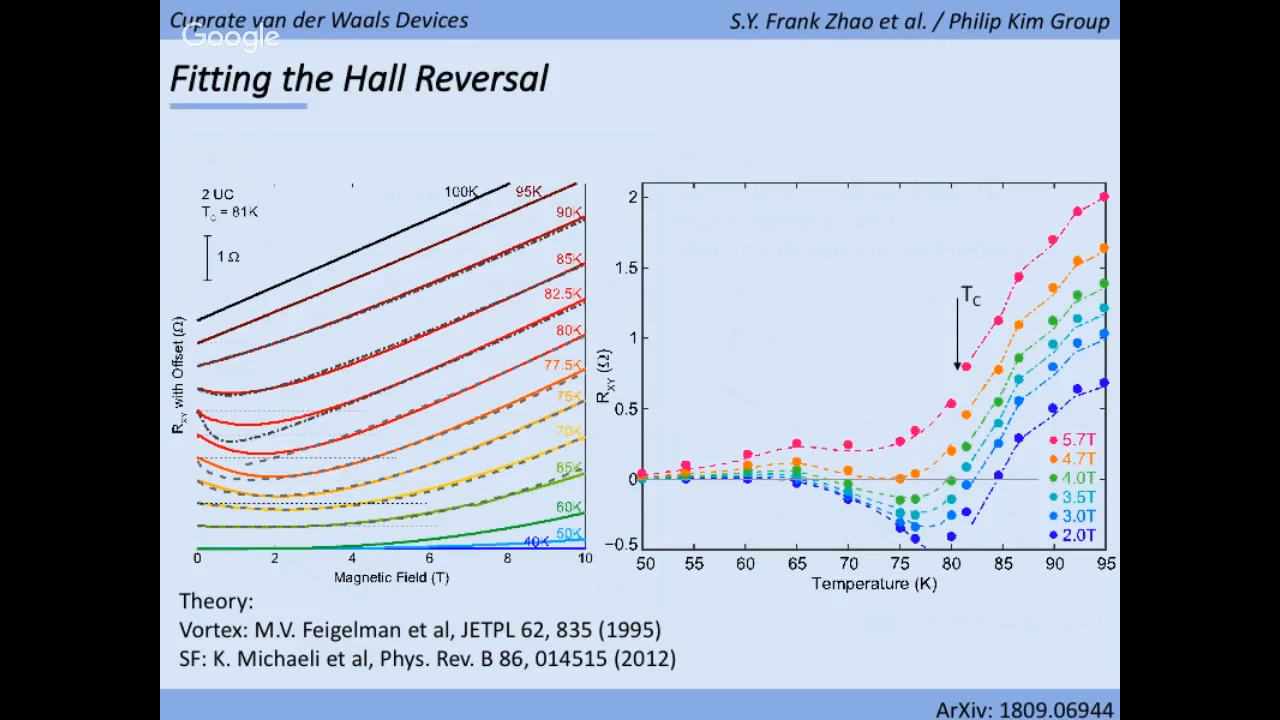 Cuprate van der Waals Devices
S.Y. Frank Zhao et al. / Philip Kim Group
Google
Fitting the Hall Reversal
2 UC
T_C = 81K
1 Ω
100K
95K
90K
85K
82.5K
80K
77.5K
75K
70K
65K
60K
50K
40K
R_XY with Offset (Ω)
0 2 4 6 8 10
Magnetic Field (T)
R_XY (Ω)
2
1.5
1
0.5
0
−0.5
T_C
5.7T
4.7T
4.0T
3.5T
3.0T
2.0T
50 55 60 65 70 75 80 85 90 95
Temperature (K)
Theory:
Vortex: M.V. Feigelman et al, JETPL 62, 835 (1995)
SF: K. Michaeli et al, Phys. Rev. B 86, 014515 (2012)
ArXiv: 1809.06944